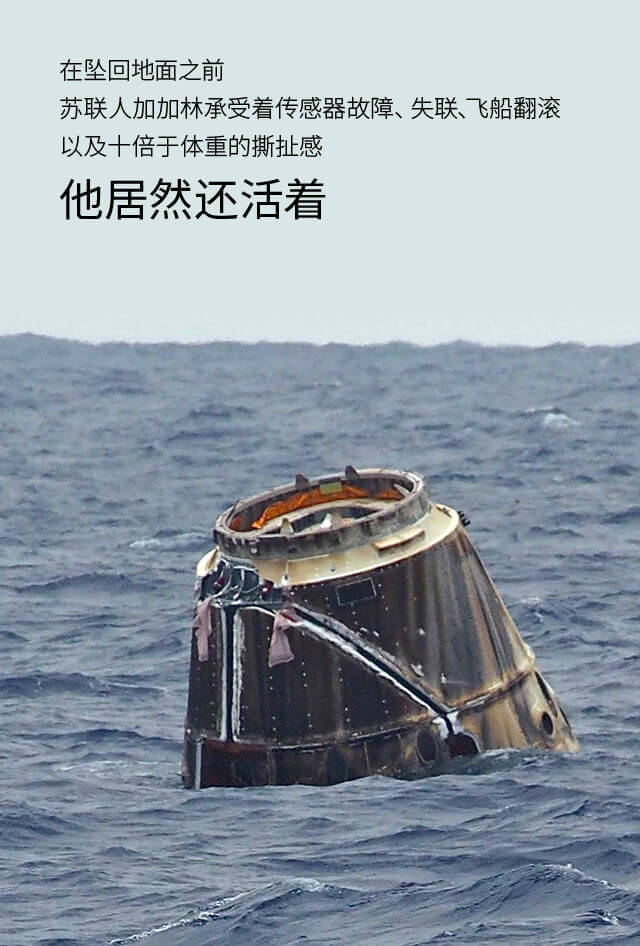 在坠回地面之前
苏联人加加林承受着传感器故障、失联、飞船翻滚
以及十倍于体重的撕扯感
他居然还活着